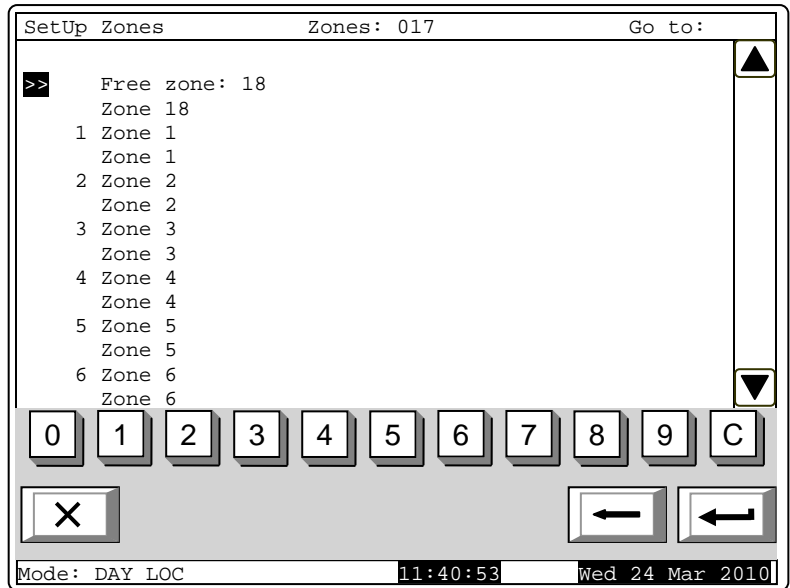 SetUp Zones Zones: 017 Go to:
>> Free zone: 18
Zone 18
1 Zone 1
Zone 1
2 Zone 2
Zone 2
3 Zone 3
Zone 3
4 Zone 4
Zone 4
5 Zone 5
Zone 5
6 Zone 6
Zone 6
0 1 2 3 4 5 6 7 8 9 C
Mode: DAY LOC 11:40:53 Wed 24 Mar 2010